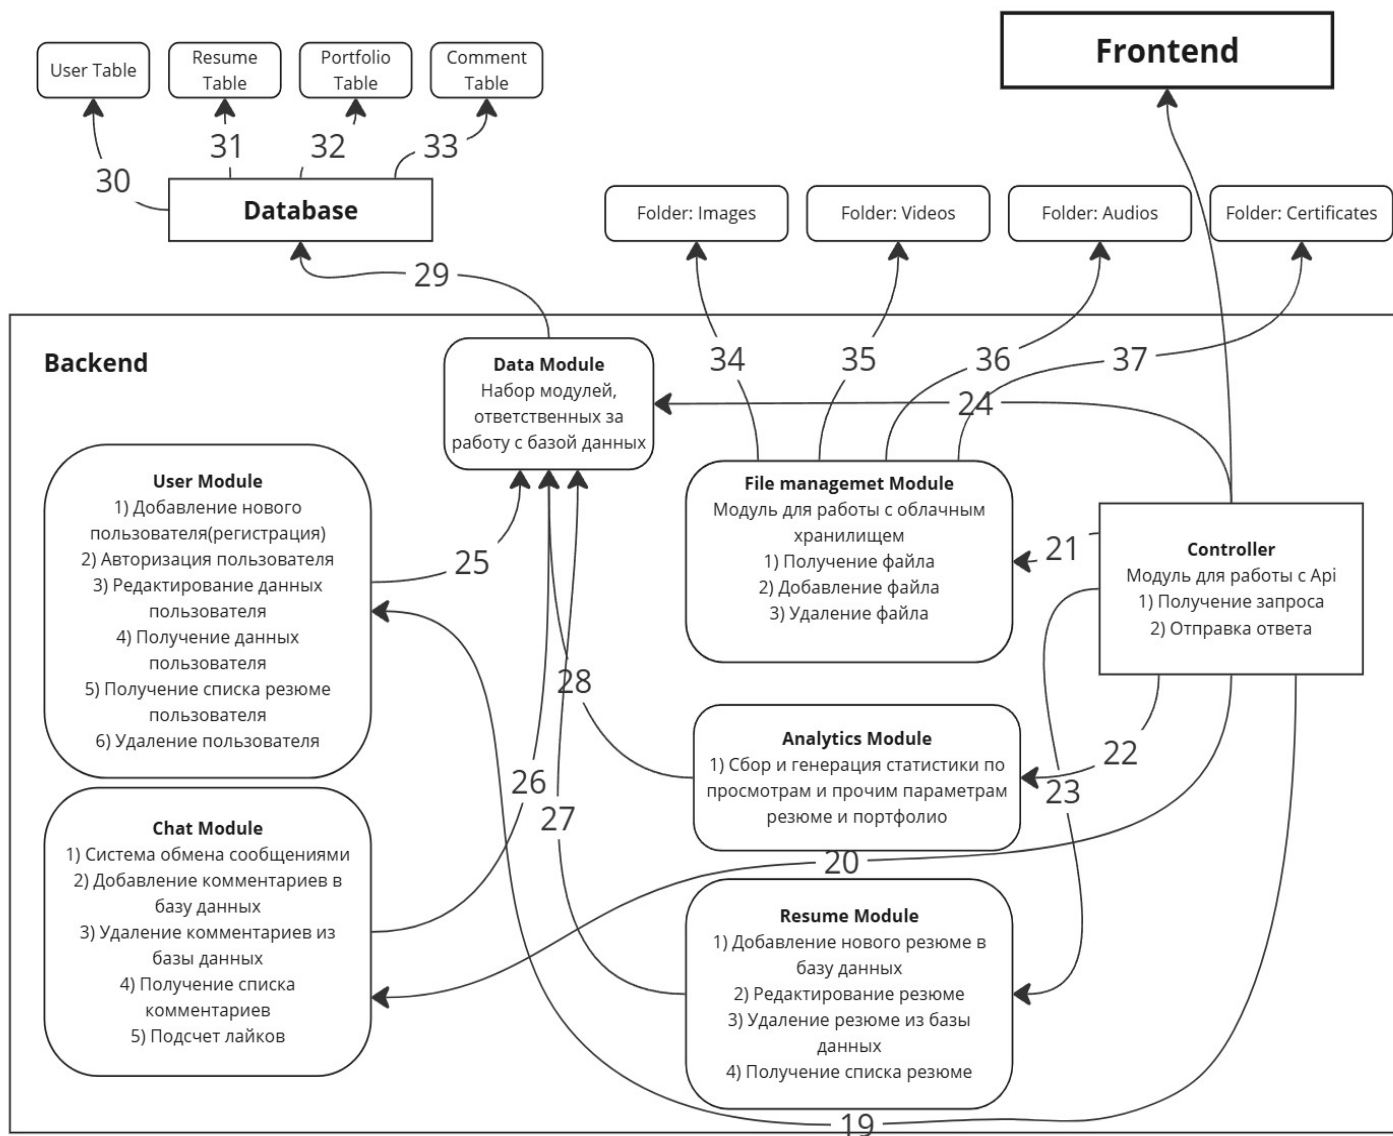 Frontend
User Table
Resume
Table
Portfolio
Table
Comment
Table
30
31
32
33
Database
29
Folder: Images
Folder: Videos
Folder: Audios
Folder: Certificates
34
35
36
37
24
Backend
Data Module
Набор модулей,
ответственных за
работу с базой данных
User Module
1) Добавление нового
пользователя(регистрация)
2) Авторизация пользователя
3) Редактирование данных
пользователя
4) Получение данных
пользователя
5) Получение списка резюме
пользователя
6) Удаление пользователя
25
File managemet Module
Модуль для работы с облачным
хранилищем
1) Получение файла
2) Добавление файла
3) Удаление файла
21
Controller
Модуль для работы с Api
1) Получение запроса
2) Отправка ответа
28
26
27
Analytics Module
1) Сбор и генерация статистики по
просмотрам и прочим параметрам
резюме и портфолио
22
23
20
Chat Module
1) Система обмена сообщениями
2) Добавление комментариев в
базу данных
3) Удаление комментариев из
базы данных
4) Получение списка
комментариев
5) Подсчет лайков
Resume Module
1) Добавление нового резюме в
базу данных
2) Редактирование резюме
3) Удаление резюме из базы
данных
4) Получение списка резюме
19